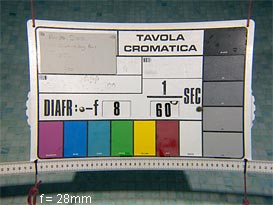 TAVOLA
CROMATICA
DIAFR: -f 8
1
60 SEC
f = 28mm